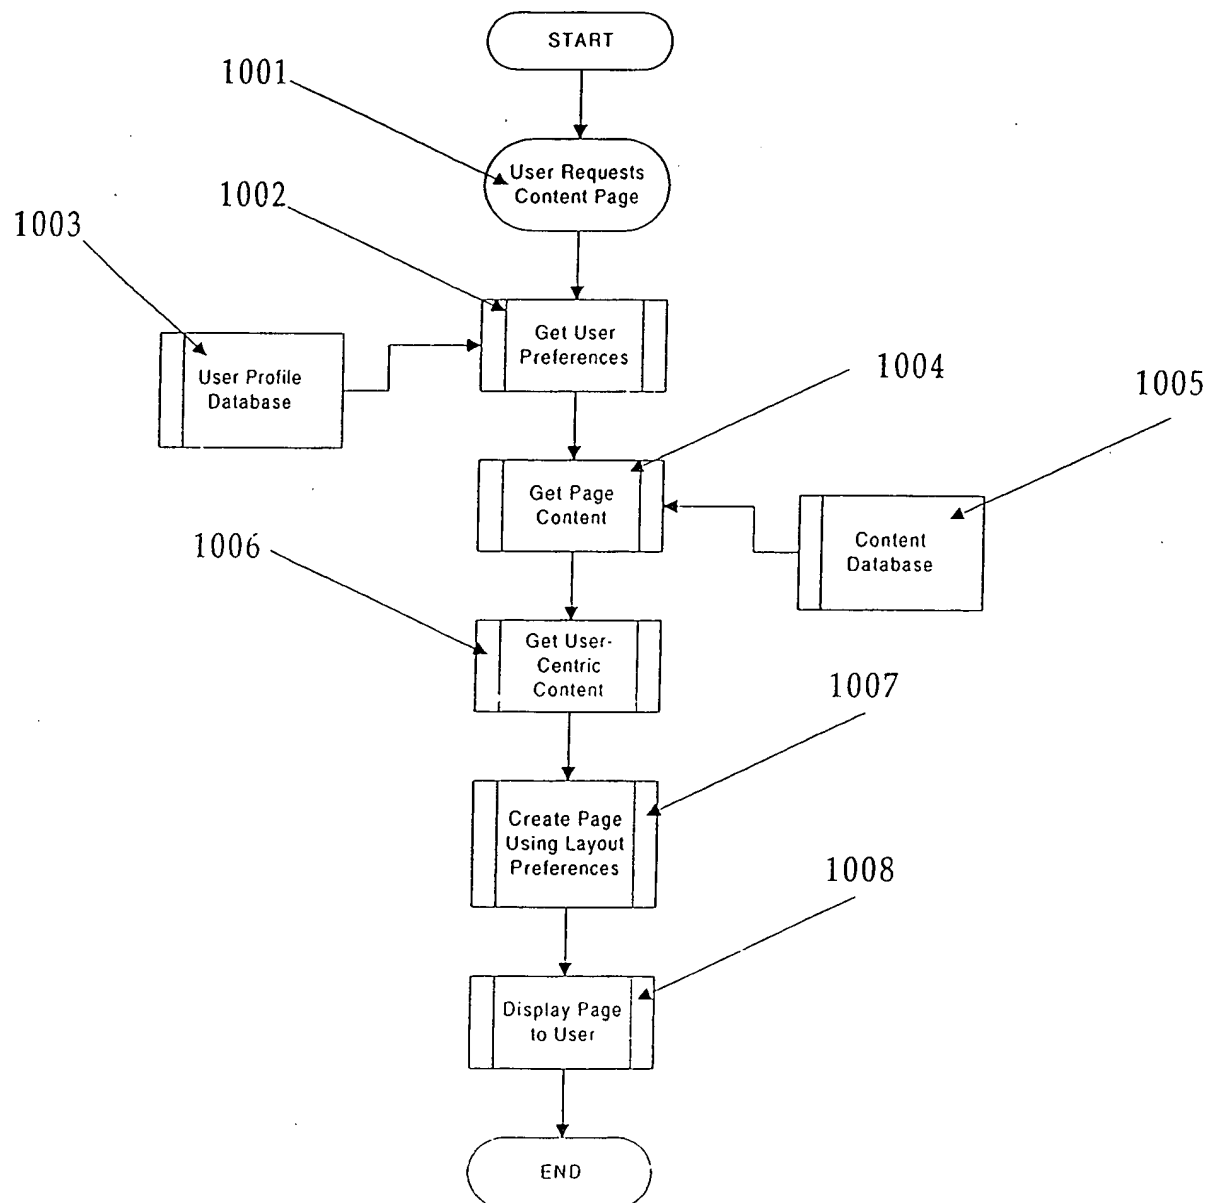 START
1001
User Requests
Content Page
1002
1003
Get User
Preferences
User Profile
Database
1004
1005
Get Page
Content
Content
Database
1006
Get User-
Centric
Content
1007
Create Page
Using Layout
Preferences
1008
Display Page
to User
END